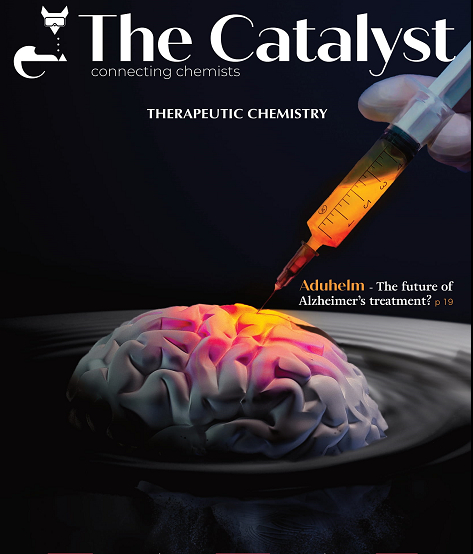 The Catalyst
connecting chemists
THERAPEUTIC CHEMISTRY
Aduhelm - The future of
Alzheimer's treatment? p 19